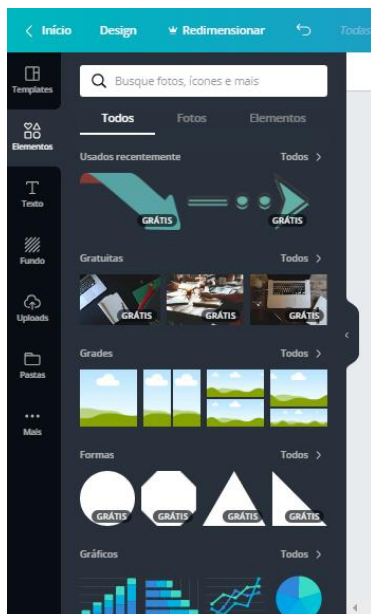 Início Design Redimensionar Todas
Templates
Elementos
Texto
Fundo
Uploads
Pastas
Mais
Busque fotos, ícones e mais
Todos Fotos Elementos
Usados recentemente Todos >
GRÁTIS GRÁTIS
Gratuitas Todos >
GRÁTIS GRÁTIS GRÁTIS
Grades Todos >
Formas Todos >
GRÁTIS GRÁTIS GRÁTIS GRÁTIS
Gráficos Todos >